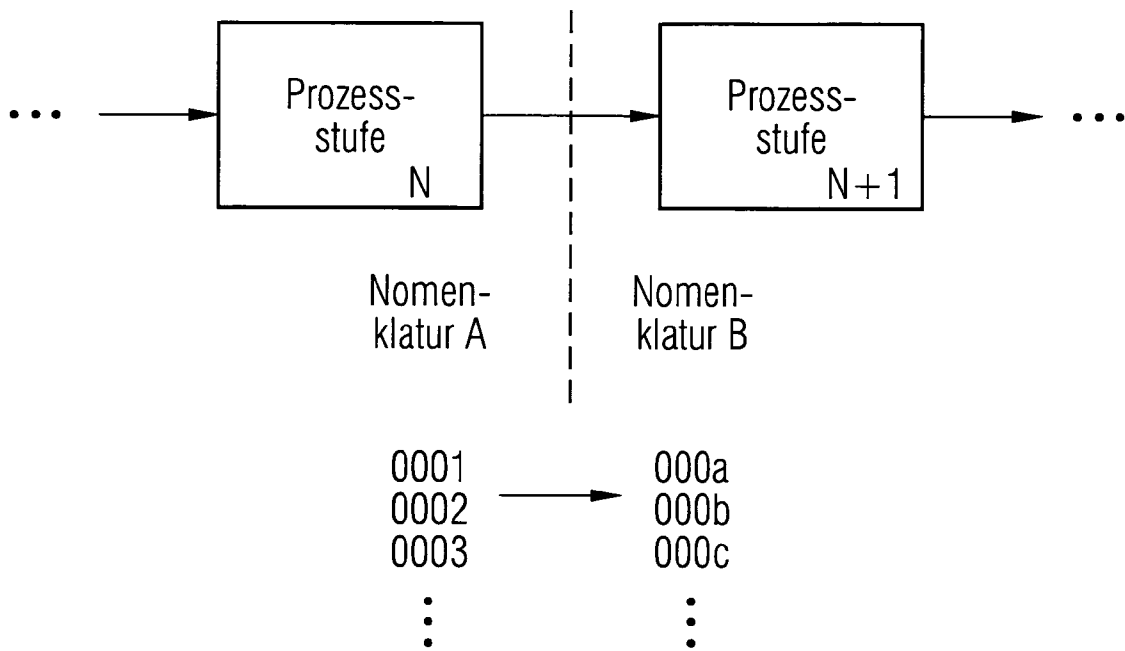 Prozess-
stufe
N
Prozess-
stufe
N+1
Nomen-
klatur A
Nomen-
klatur B
0001
0002
0003
000a
000b
000c